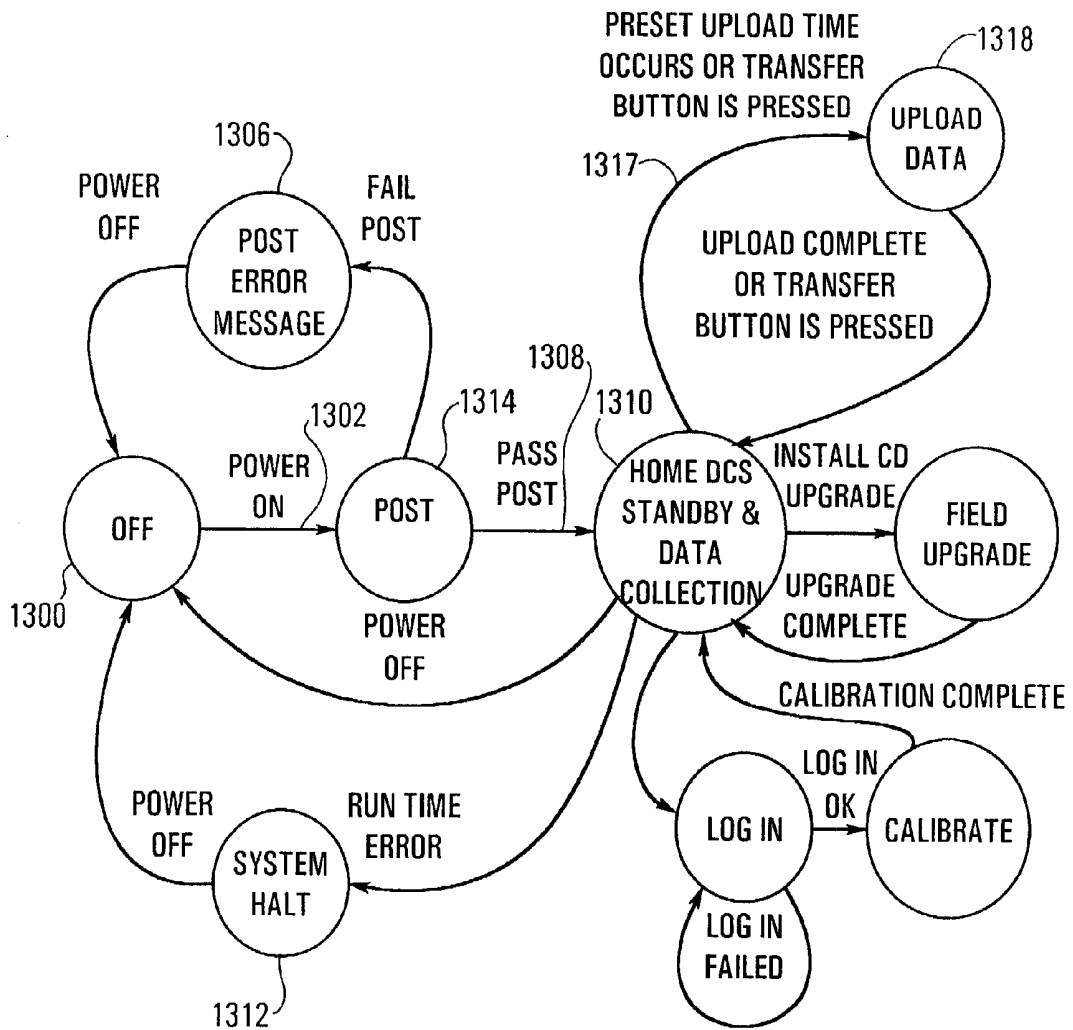 PRESET UPLOAD TIME
OCCURS OR TRANSFER
BUTTON IS PRESSED
1318
UPLOAD
DATA
1317
1306
POWER
OFF
FAIL
POST
POST
ERROR
MESSAGE
UPLOAD COMPLETE
OR TRANSFER
BUTTON IS PRESSED
1308
1310
1302
1314
POWER
ON
PASS
POST
OFF
POST
HOME DCS
STANDBY &
DATA
COLLECTION
INSTALL CD
UPGRADE
FIELD
UPGRADE
UPGRADE
COMPLETE
1300
POWER
OFF
CALIBRATION COMPLETE
POWER
OFF
RUN TIME
ERROR
LOG IN
OK
SYSTEM
HALT
LOG IN
CALIBRATE
LOG IN
FAILED
1312